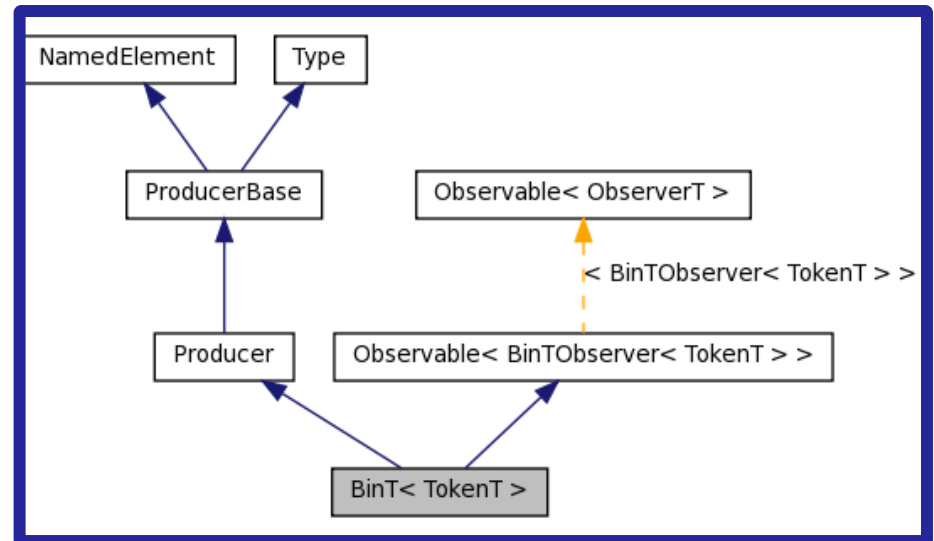 NamedElement
Type
ProducerBase
Observable< ObserverT >
< BinTObserver< TokenT > >
Producer
Observable< BinTObserver< TokenT > >
BinT< TokenT >